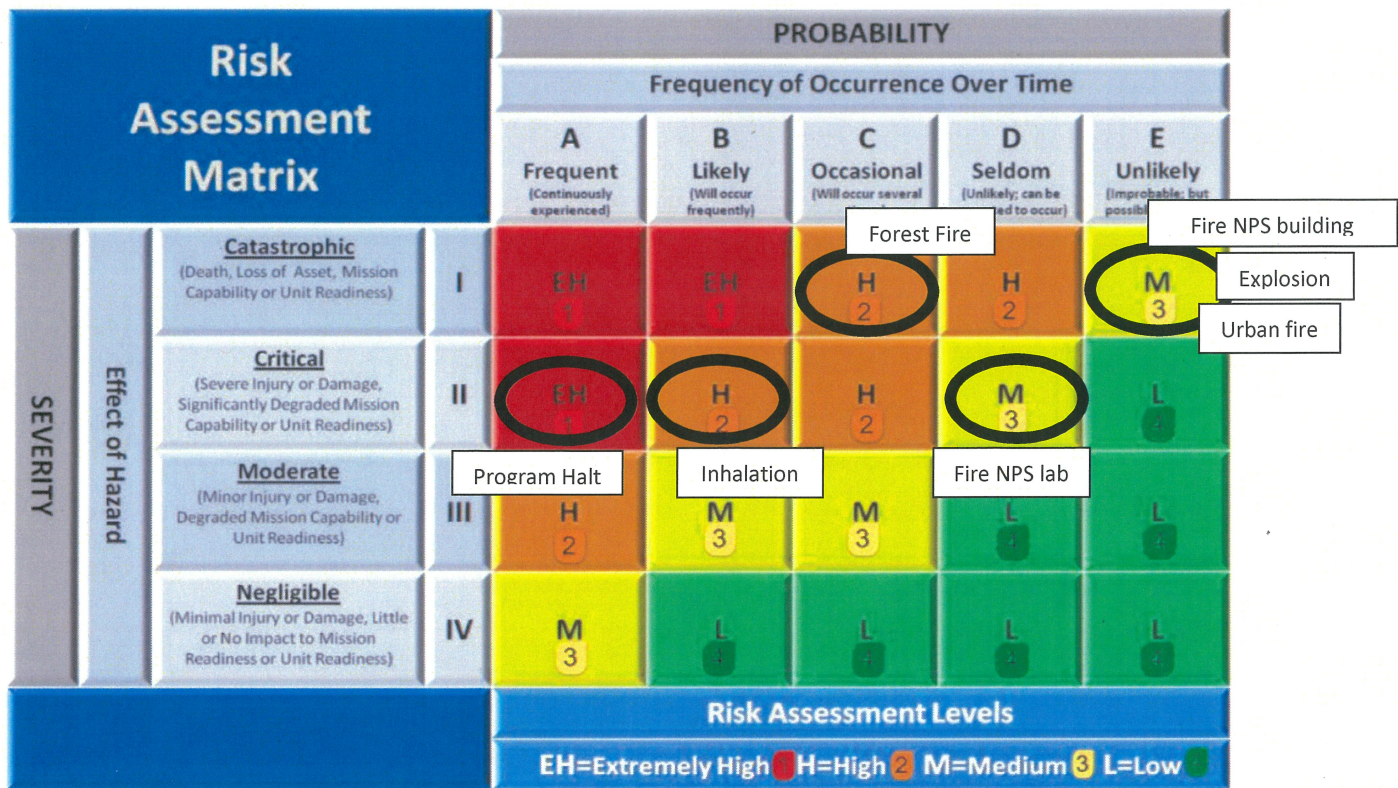 Risk
Assessment
Matrix
PROBABILITY
Frequency of Occurrence Over Time
A
Frequent
(Continuously
experienced)
B
Likely
(Will occur
frequently)
C
Occasional
(Will occur several
D
Seldom
(Unlikely; can be
to occur)
E
Unlikely
(Improbable; but
Forest Fire
Fire NPS building
Explosion
Urban fire
SEVERITY
Effect of Hazard
Catastrophic
(Death, Loss of Asset, Mission
Capability or Unit Readiness)
I
EH
1
EH
1
H
2
H
2
M
3
Critical
(Severe Injury or Damage,
Significantly Degraded Mission
Capability or Unit Readiness)
II
EH
1
H
2
H
2
M
3
L
4
Program Halt
Inhalation
Fire NPS lab
Moderate
(Minor Injury or Damage,
Degraded Mission Capability or
Unit Readiness)
III
H
2
M
3
M
3
L
4
L
4
Negligible
(Minimal Injury or Damage, Little
or No Impact to Mission
Readiness or Unit Readiness)
IV
M
3
L
4
L
4
L
4
L
4
Risk Assessment Levels
EH=Extremely High 1 H=High 2 M=Medium 3 L=Low 4